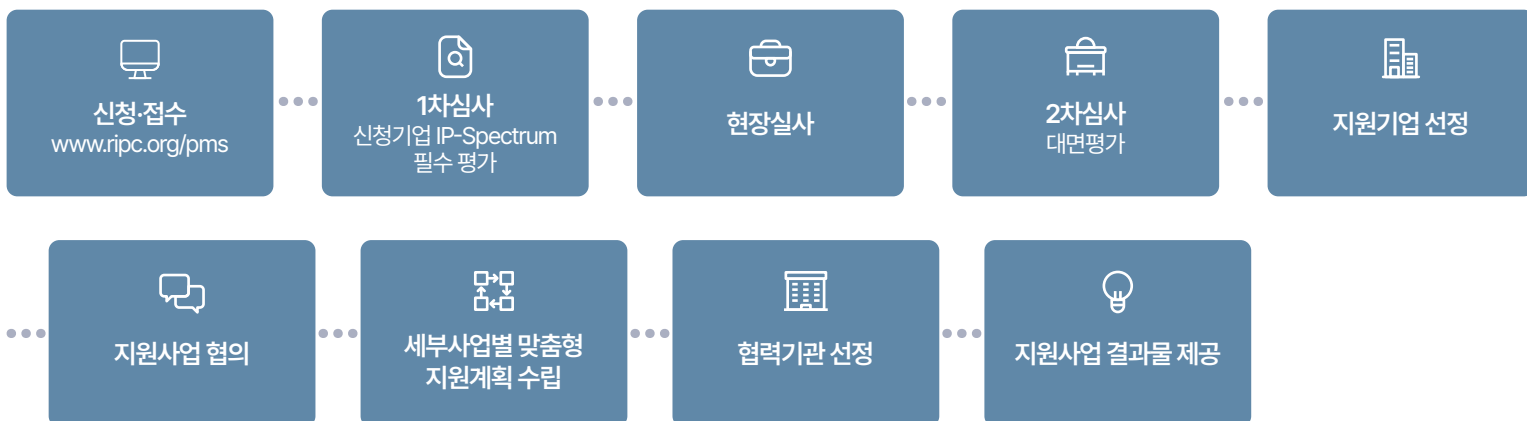 신청·접수
www.ripc.org/pms
1차심사
신청기업 IP-Spectrum
필수 평가
현장실사
2차심사
대면평가
지원기업 선정
지원사업 협의
세부사업별 맞춤형
지원계획 수립
협력기관 선정
지원사업 결과물 제공